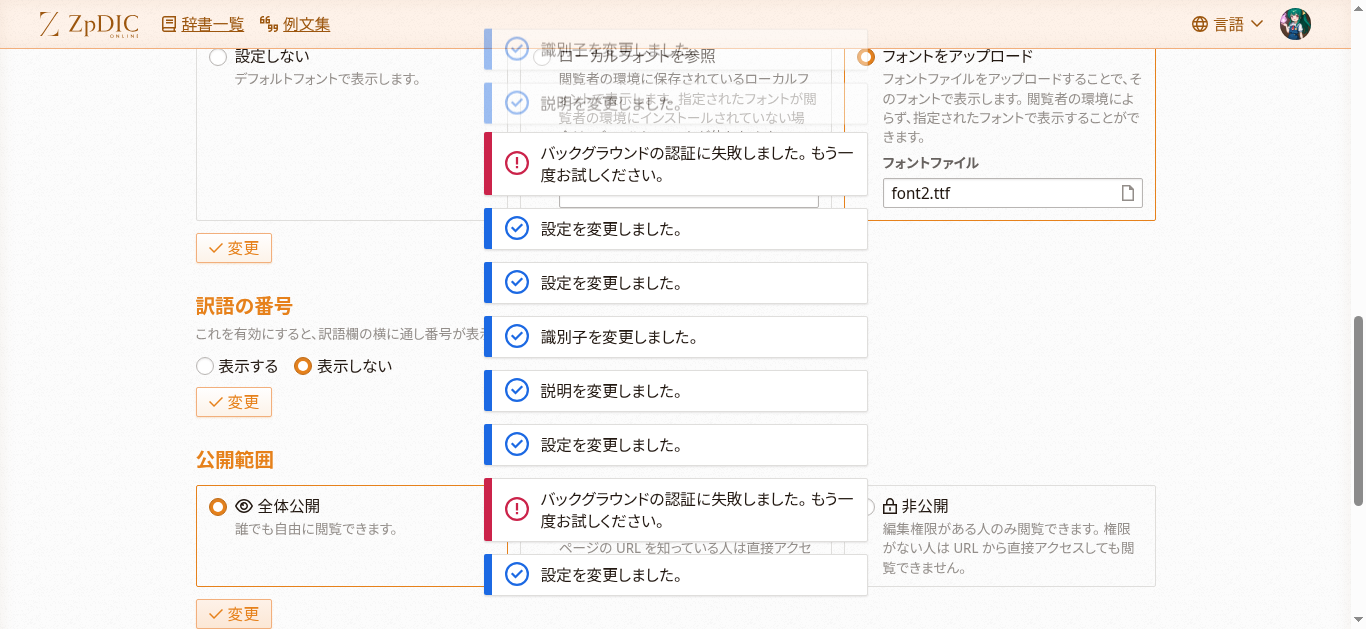 ZpDIC
ONLINE
辞書一覧
例文集
言語
設定しない
デフォルトフォントで表示します。
ローカルフォントを参照
閲覧者の環境に保存されているローカルフ
ォントで表示します。指定されたフォントが閲
覧者の環境にインストールされていない場
フォントをアップロード
フォントファイルをアップロードすることで、そ
のフォントで表示します。閲覧者の環境によ
らず、指定されたフォントで表示することがで
きます。
フォントファイル
font2.ttf
識別子を変更しました。
説明を変更しました。
バックグラウンドの認証に失敗しました。もう一
度お試しください。
設定を変更しました。
設定を変更しました。
識別子を変更しました。
説明を変更しました。
設定を変更しました。
バックグラウンドの認証に失敗しました。もう一
度お試しください。
設定を変更しました。
変更
訳語の番号
これを有効にすると、訳語欄の横に通し番号が表示
表示する
表示しない
変更
公開範囲
全体公開
誰でも自由に閲覧できます。
ページの URL を知っている人は直接アクセ
非公開
編集権限がある人のみ閲覧できます。権限
がない人は URL から直接アクセスしても閲
覧できません。
変更